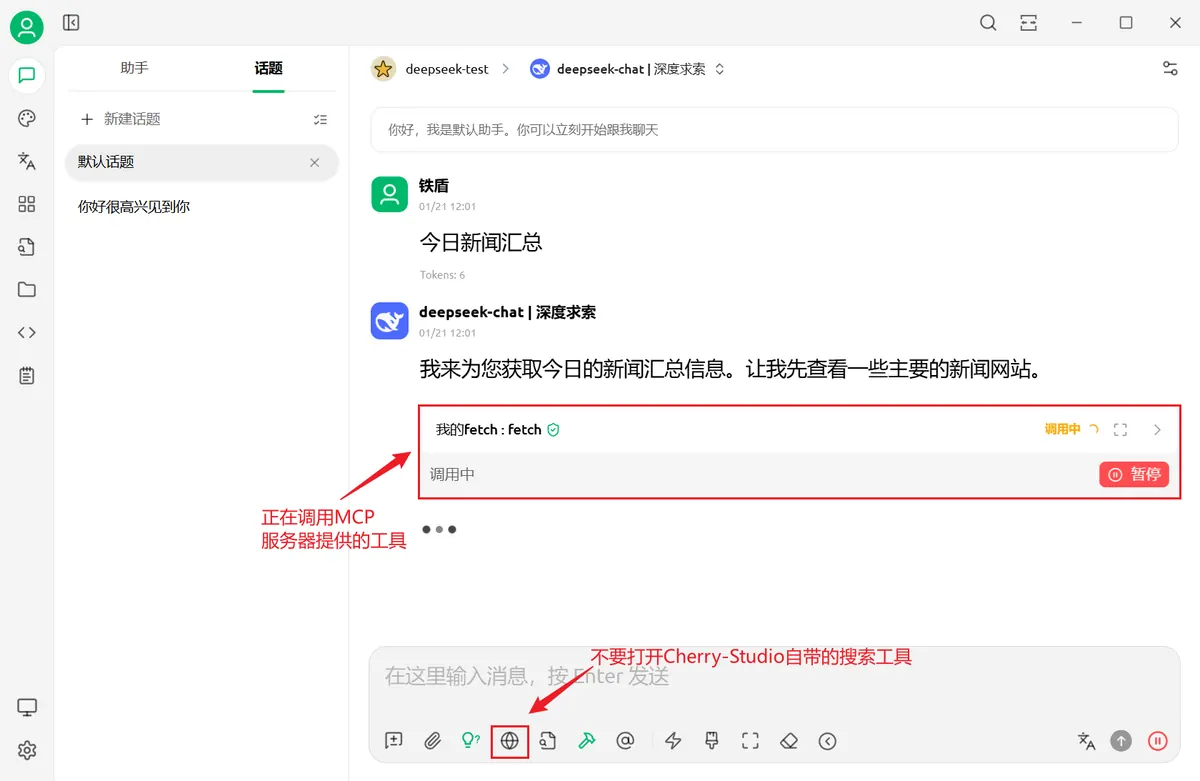 助手
话题
deepseek-test
deepseek-chat | 深度求索
新建话题
默认话题
你好很高兴见到你
你好，我是默认助手。你可以立刻开始跟我聊天
铁盾
01/21 12:01
今日新闻汇总
Tokens: 6
deepseek-chat | 深度求索
01/21 12:01
我来为您获取今日的新闻汇总信息。让我先查看一些主要的新闻网站。
我的fetch : fetch
调用中
调用中
暂停
正在调用MCP
服务器提供的工具
不要打开Cherry-Studio自带的搜索工具
在这里输入消息，按 Enter 发送